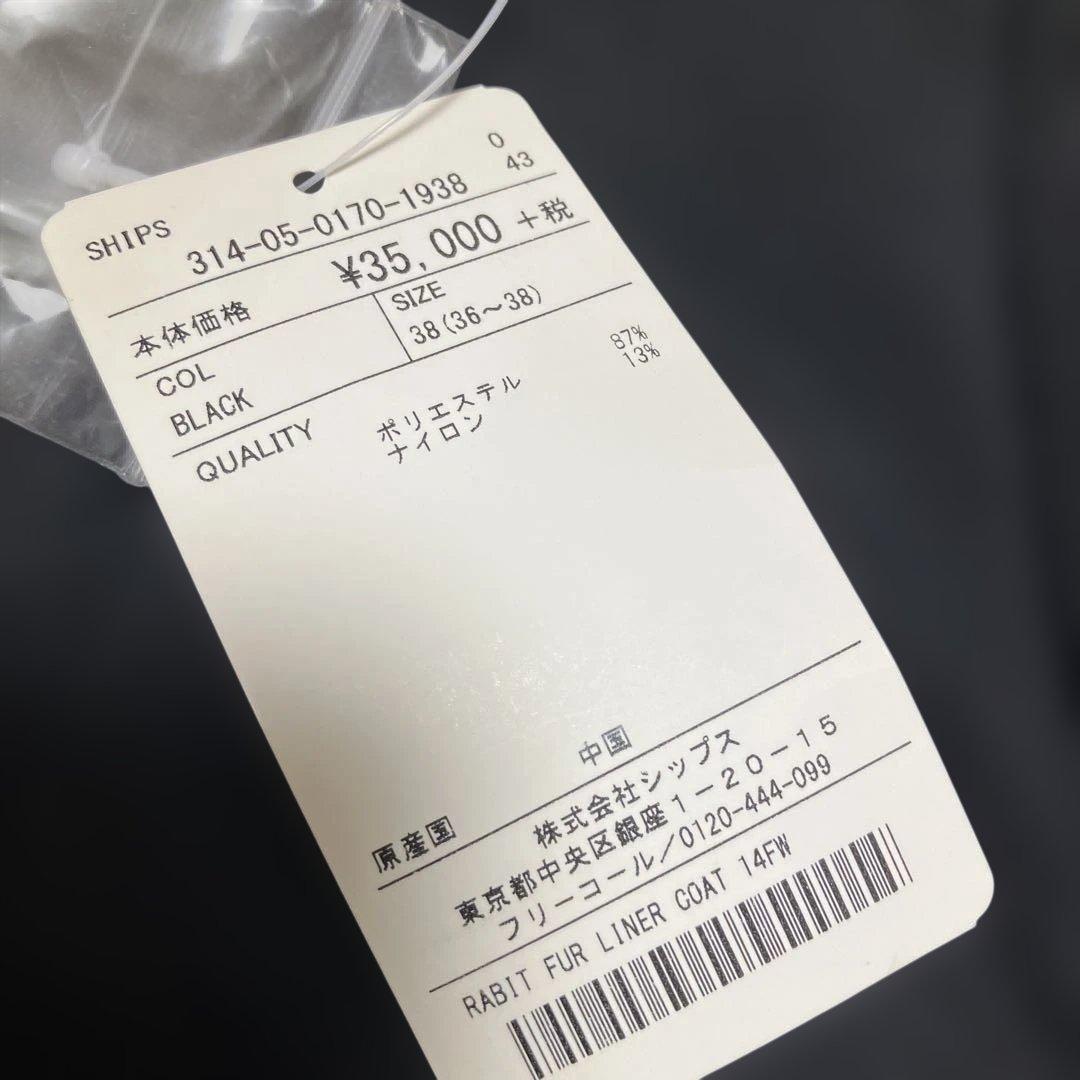 0
43
SHIPS 314-05-0170-1938
本体価格 ¥35,000 +税
COL
BLACK
SIZE
38(36〜38)
QUALITY ポリエステル 87%
ナイロン 13%
原産国 中国
株式会社シップス
東京都中央区銀座1-20-15
フリーコール/0120-444-099
RABIT FUR LINER COAT 14FW